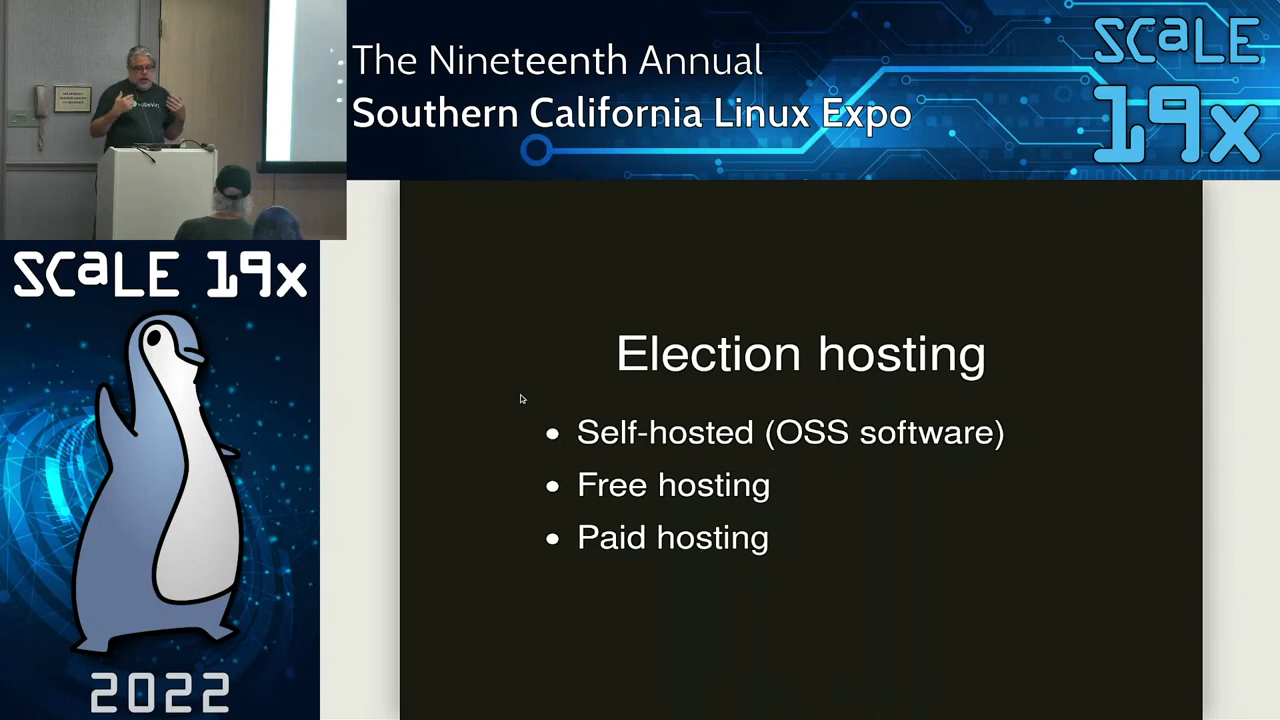 The Nineteenth Annual
Southern California Linux Expo
SCaLE
19x
KubeVirt
SCaLE 19x
2022
Election hosting
• Self-hosted (OSS software)
• Free hosting
• Paid hosting